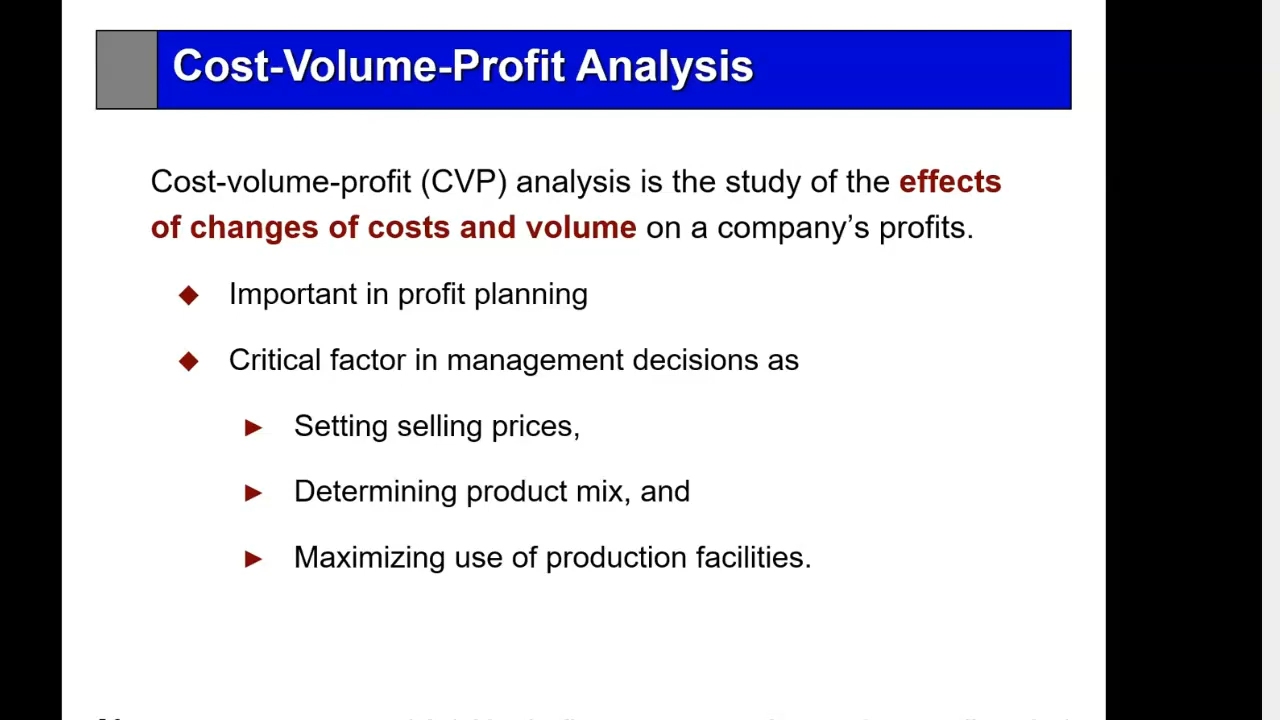 Cost-Volume-Profit Analysis
Cost-volume-profit (CVP) analysis is the study of the effects
of changes of costs and volume on a company’s profits.
◆ Important in profit planning
◆ Critical factor in management decisions as
► Setting selling prices,
► Determining product mix, and
► Maximizing use of production facilities.